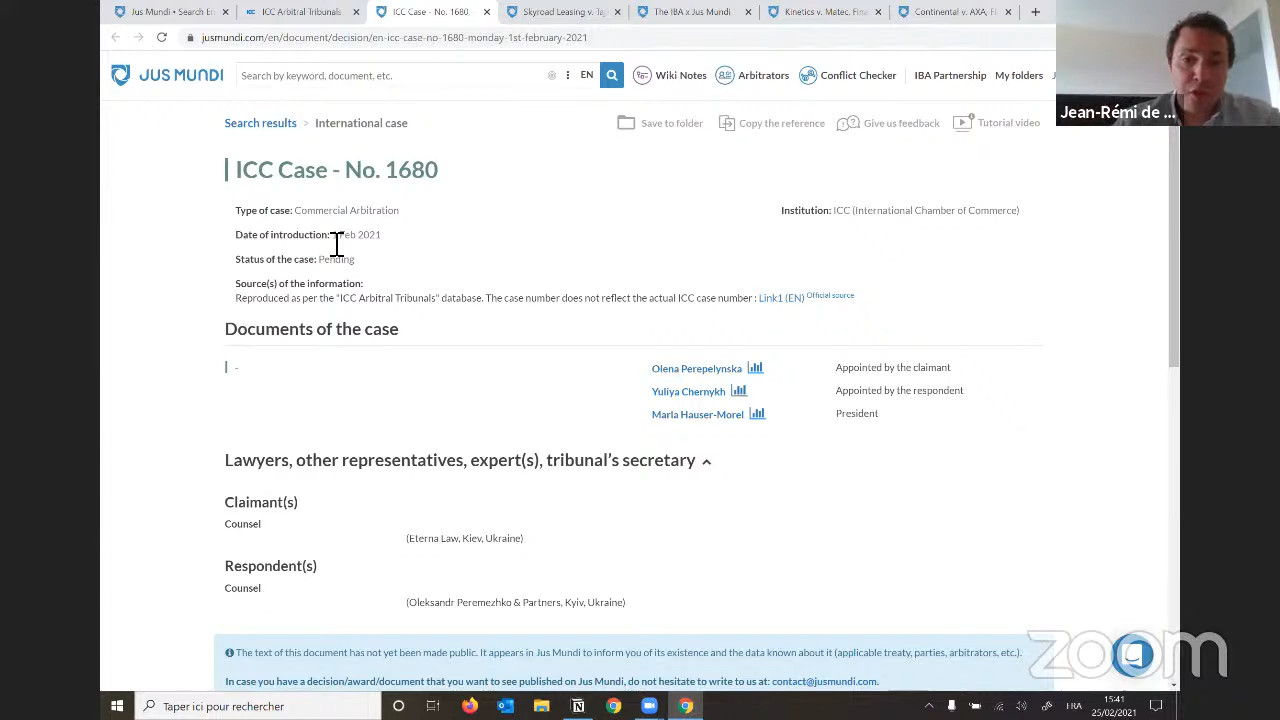 Jus Mundi • Search En
ICC Arbitral Tribunals
ICC Case - No. 1680
Skyroad Leasing v. Taj
The IBA x Jus Mundi
Kinetics v. Matec. Fina
Continental v. AXA, Fi
jusmundi.com/en/document/decision/en-icc-case-no-1680-monday-1st-february-2021
JUS MUNDI Search by keyword, document, etc. EN Wiki Notes Arbitrators Conflict Checker IBA Partnership My folders
Jean-Rémi de ...
Search results > International case Save to folder Copy the reference Give us feedback Tutorial video
ICC Case - No. 1680
Type of case: Commercial Arbitration Institution: ICC (International Chamber of Commerce)
Date of introduction: Feb 2021
Status of the case: Pending
Source(s) of the information:
Reproduced as per the "ICC Arbitral Tribunals" database. The case number does not reflect the actual ICC case number : Link1 (EN) Official source
Documents of the case
- Olena Perepelynska Appointed by the claimant
Yuliya Chernykh Appointed by the respondent
Maria Hauser-Morel President
Lawyers, other representatives, expert(s), tribunal's secretary
Claimant(s)
Counsel
(Eterna Law, Kiev, Ukraine)
Respondent(s)
Counsel
(Oleksandr Peremezhko & Partners, Kyiv, Ukraine)
The text of this document has not yet been made public. It appears in Jus Mundi to inform you of its existence and the data known about it (applicable treaty, parties, arbitrators, etc.).
In case you have a decision/award/document that you want to see published on Jus Mundi, do not hesitate to write to us at: contact@jusmundi.com.
zoom
Taper ici pour rechercher
FRA
15:41
25/02/2021